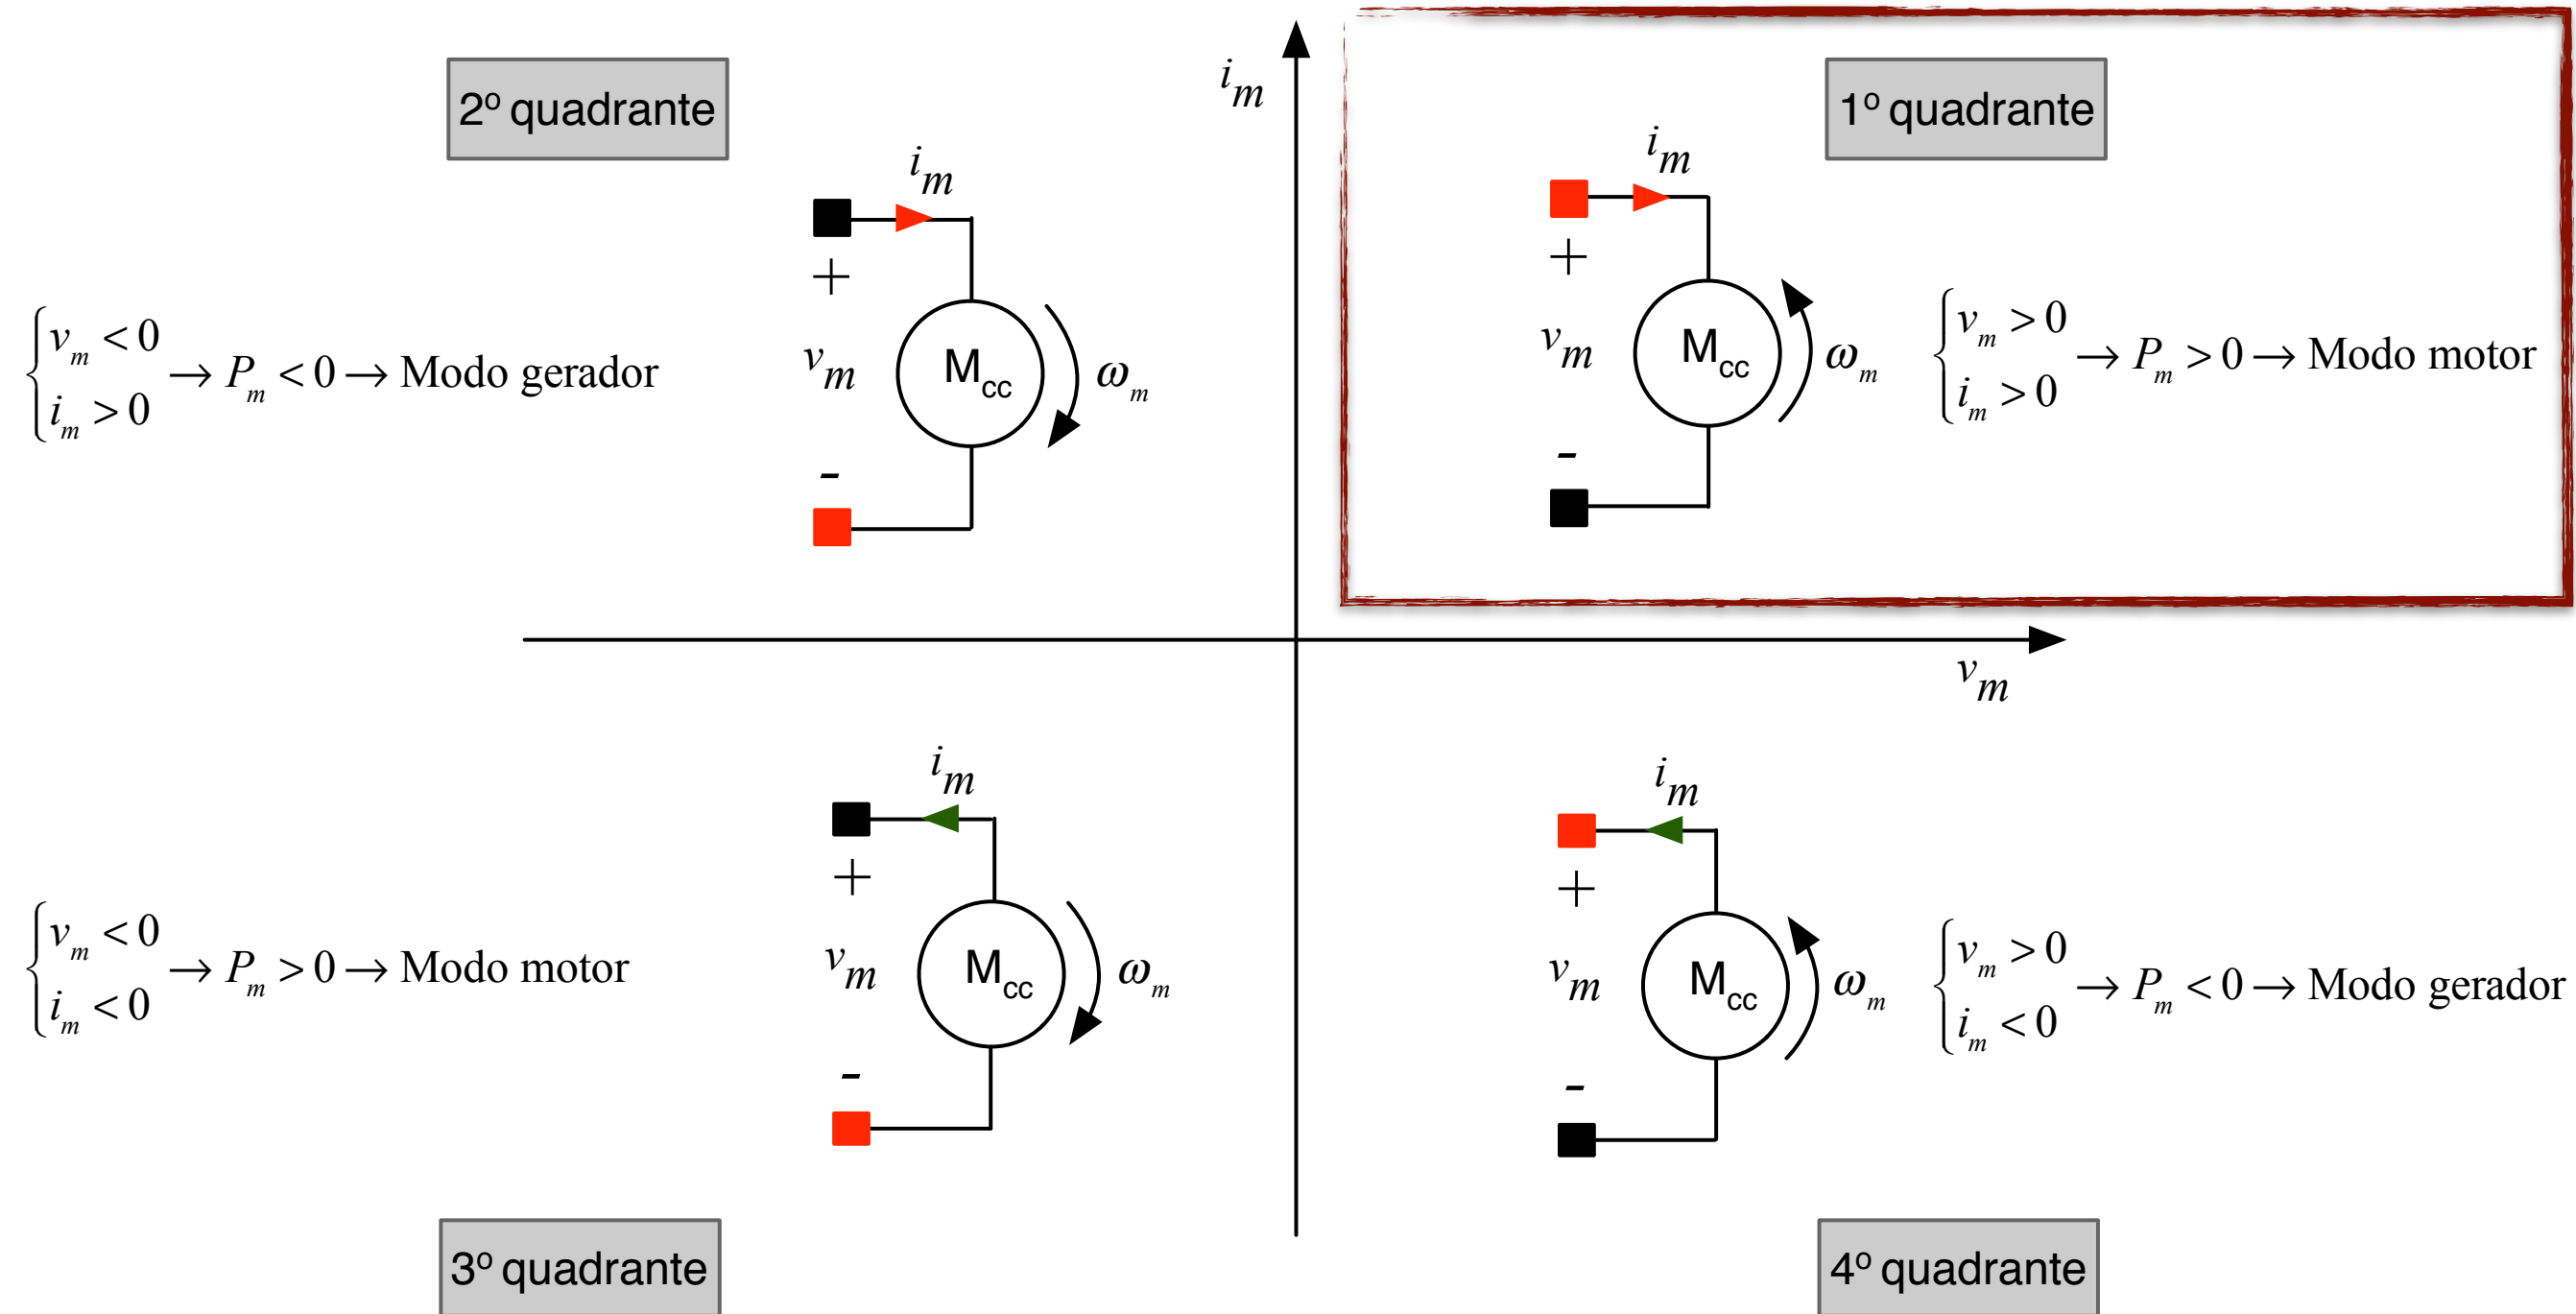 2º quadrante
i_m
v_m < 0
i_m > 0
→ P_m < 0 → Modo gerador
+
v_m
-
M_cc
ω_m
i_m
1º quadrante
i_m
+
v_m
-
M_cc
ω_m
v_m > 0
i_m > 0
→ P_m > 0 → Modo motor
v_m
i_m
v_m < 0
i_m < 0
→ P_m > 0 → Modo motor
+
v_m
-
M_cc
ω_m
3º quadrante
i_m
+
v_m
-
M_cc
ω_m
v_m > 0
i_m < 0
→ P_m < 0 → Modo gerador
4º quadrante